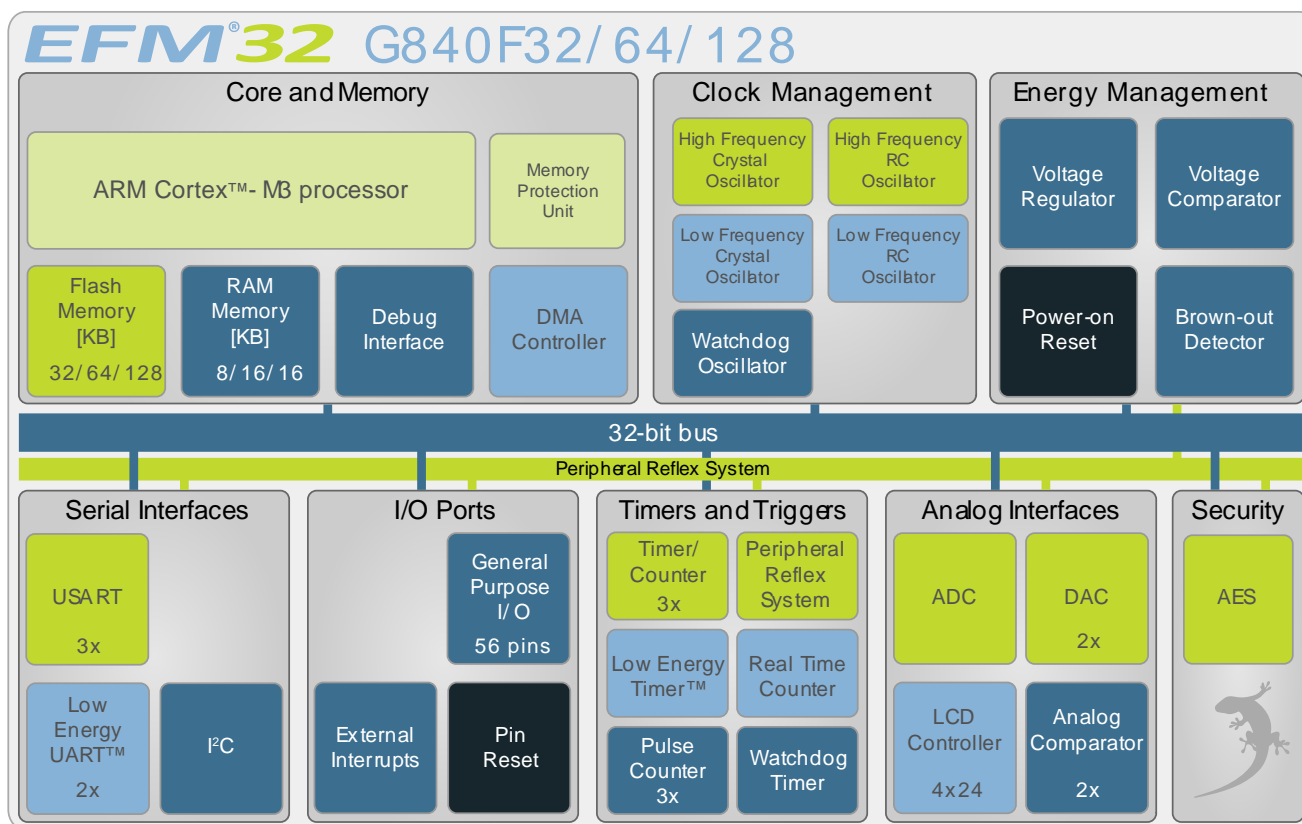 EFM®32 G840F32/64/128
Core and Memory
ARM Cortex™-M3 processor
Memory
Protection
Unit
Flash
Memory
[KB]
32/64/128
RAM
Memory
[KB]
8/16/16
Debug
Interface
DMA
Controller
Clock Management
High Frequency
Crystal
Oscillator
High Frequency
RC
Oscillator
Low Frequency
Crystal
Oscillator
Low Frequency
RC
Oscillator
Watchdog
Oscillator
Energy Management
Voltage
Regulator
Voltage
Comparator
Power-on
Reset
Brown-out
Detector
32-bit bus
Peripheral Reflex System
Serial Interfaces
USART
3x
Low
Energy
UART™
2x
I²C
I/O Ports
General
Purpose
I/O
56 pins
External
Interrupts
Pin
Reset
Timers and Triggers
Timer/
Counter
3x
Peripheral
Reflex
System
Low Energy
Timer™
Real Time
Counter
Pulse
Counter
3x
Watchdog
Timer
Analog Interfaces
ADC
DAC
2x
LCD
Controller
4x24
Analog
Comparator
2x
Security
AES